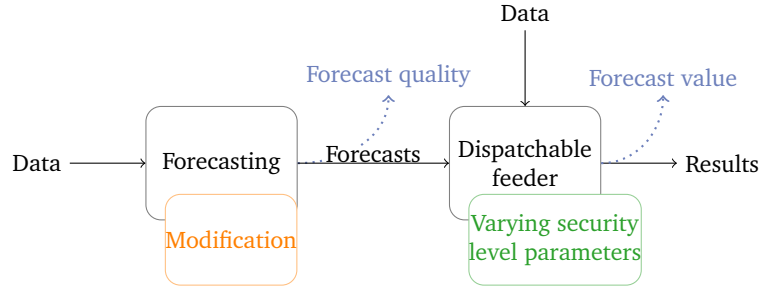 Data
Forecast quality
Forecast value
Data
Forecasting
Forecasts
Dispatchable
feeder
Results
Modification
Varying security
level parameters